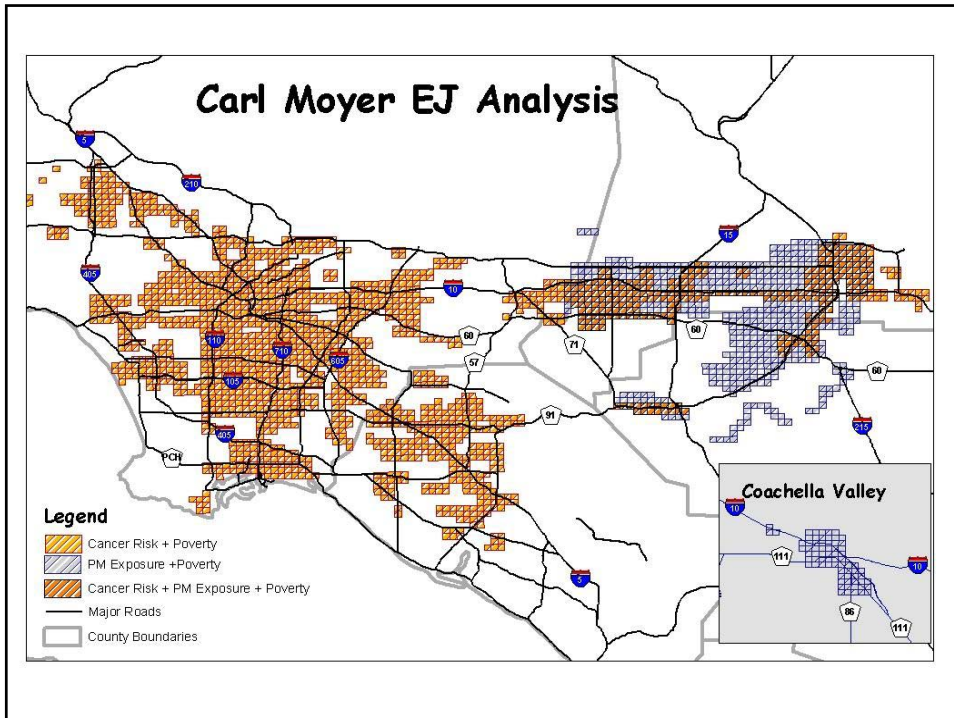 Carl Moyer EJ Analysis
5
210
405
15
10
110
710
605
60
57
71
60
60
105
405
91
PCH
215
5
Coachella Valley
10
111
10
86
111
Legend
Cancer Risk + Poverty
PM Exposure +Poverty
Cancer Risk + PM Exposure + Poverty
Major Roads
County Boundaries